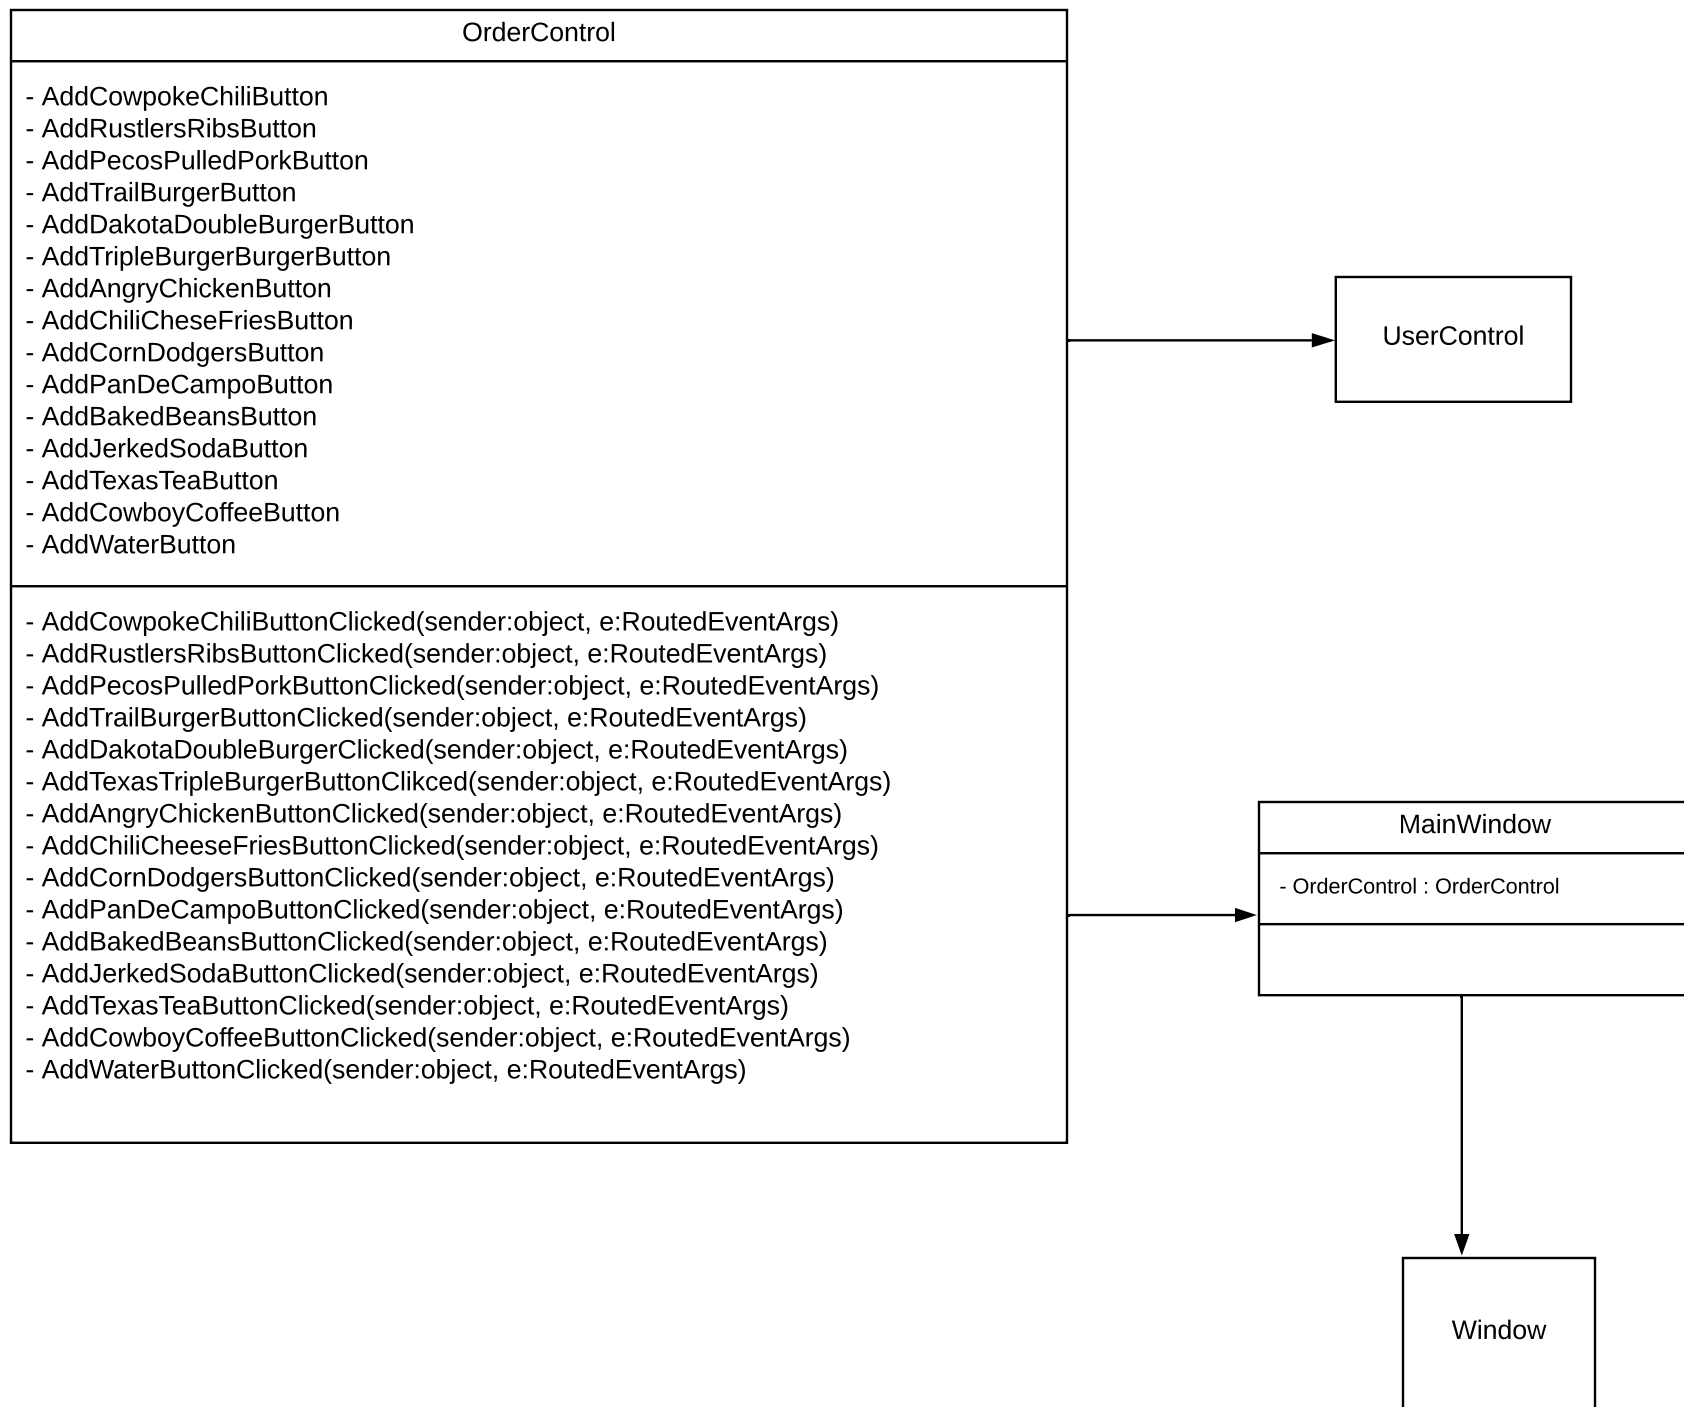 OrderControl
- AddCowpokeChiliButton
- AddRustlersRibsButton
- AddPecosPulledPorkButton
- AddTrailBurgerButton
- AddDakotaDoubleBurgerButton
- AddTripleBurgerBurgerButton
- AddAngryChickenButton
- AddChiliCheseFriesButton
- AddCornDodgersButton
- AddPanDeCampoButton
- AddBakedBeansButton
- AddJerkedSodaButton
- AddTexasTeaButton
- AddCowboyCoffeeButton
- AddWaterButton
- AddCowpokeChiliButtonClicked(sender:object, e:RoutedEventArgs)
- AddRustlersRibsButtonClicked(sender:object, e:RoutedEventArgs)
- AddPecosPulledPorkButtonClicked(sender:object, e:RoutedEventArgs)
- AddTrailBurgerButtonClicked(sender:object, e:RoutedEventArgs)
- AddDakotaDoubleBurgerClicked(sender:object, e:RoutedEventArgs)
- AddTexasTripleBurgerButtonClikced(sender:object, e:RoutedEventArgs)
- AddAngryChickenButtonClicked(sender:object, e:RoutedEventArgs)
- AddChiliCheeseFriesButtonClicked(sender:object, e:RoutedEventArgs)
- AddCornDodgersButtonClicked(sender:object, e:RoutedEventArgs)
- AddPanDeCampoButtonClicked(sender:object, e:RoutedEventArgs)
- AddBakedBeansButtonClicked(sender:object, e:RoutedEventArgs)
- AddJerkedSodaButtonClicked(sender:object, e:RoutedEventArgs)
- AddTexasTeaButtonClicked(sender:object, e:RoutedEventArgs)
- AddCowboyCoffeeButtonClicked(sender:object, e:RoutedEventArgs)
- AddWaterButtonClicked(sender:object, e:RoutedEventArgs)
UserControl
MainWindow
- OrderControl : OrderControl
Window